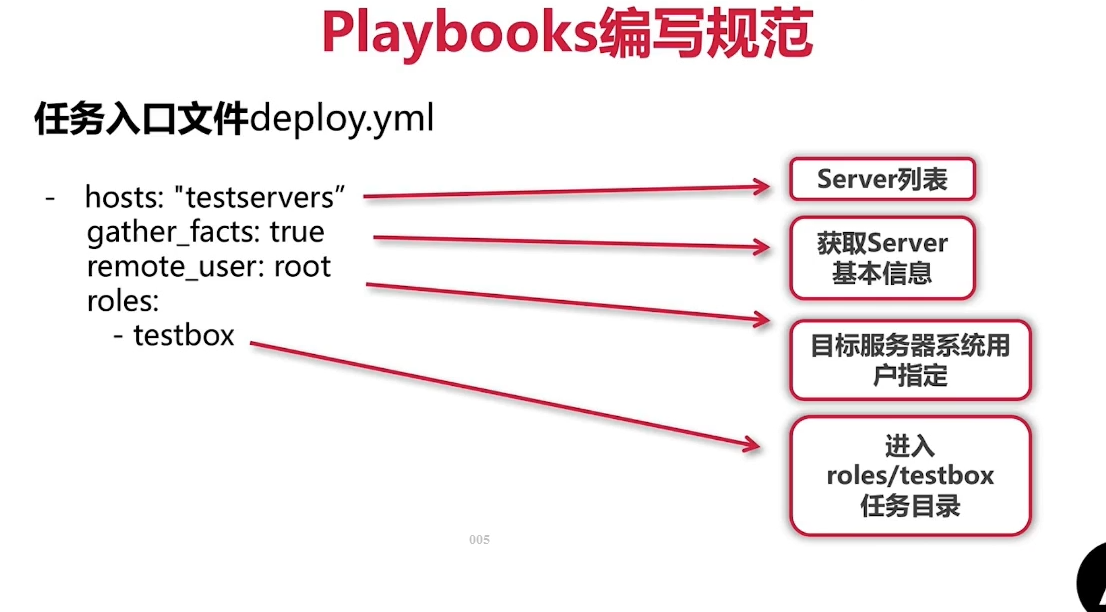 Playbooks编写规范
任务入口文件deploy.yml
- hosts: "testservers”
gather_facts: true
remote_user: root
roles:
- testbox
Server列表
获取Server
基本信息
目标服务器系统用
户指定
进入
roles/testbox
任务目录
005